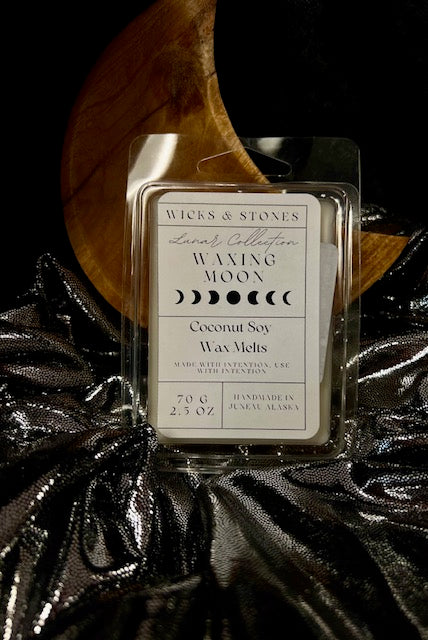 WICKS & STONES
Lunar Collection
WAXING
MOON
Coconut Soy
Wax Melts
MADE WITH INTENTION, USE
WITH INTENTION
70 G
2.5 OZ
HANDMADE IN
JUNEAU ALASKA